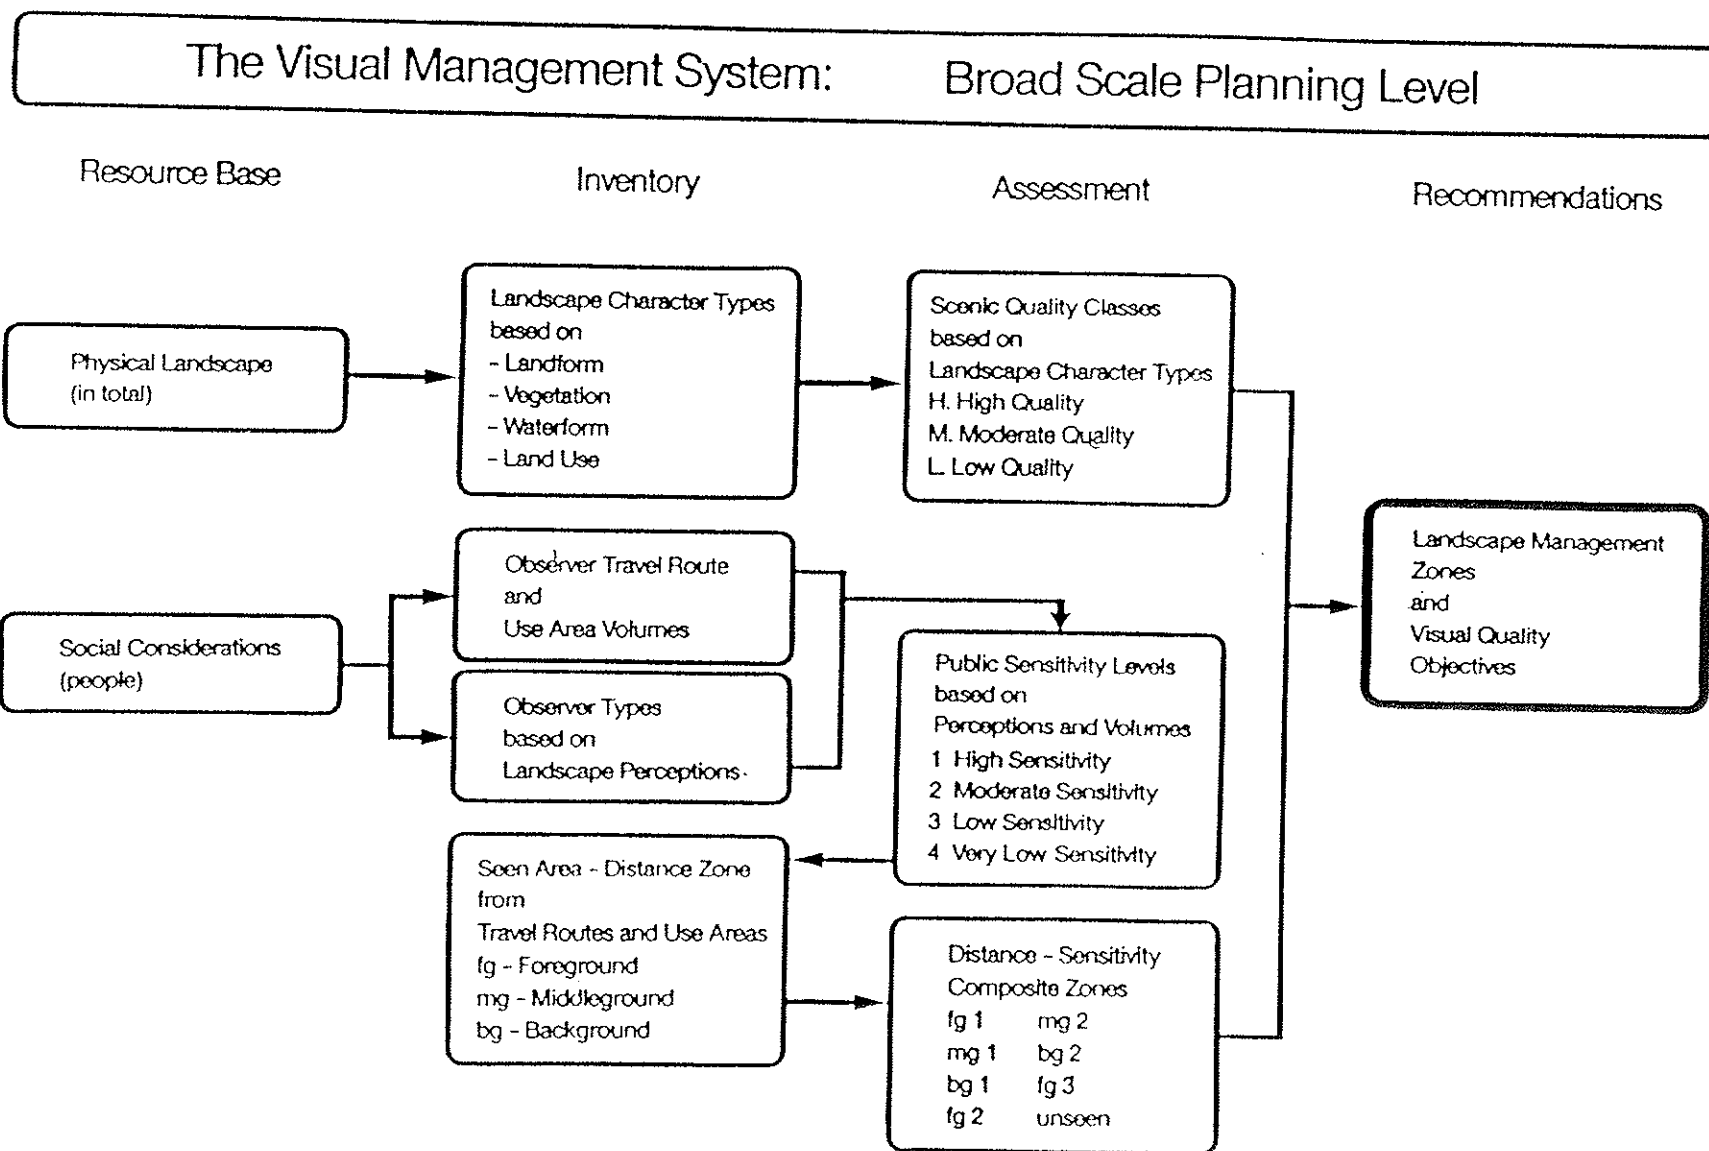 The Visual Management System: Broad Scale Planning Level
Resource Base
Inventory
Assessment
Recommendations
Physical Landscape
(in total)
Landscape Character Types
based on
- Landform
- Vegetation
- Waterform
- Land Use
Scenic Quality Classes
based on
Landscape Character Types
H. High Quality
M. Moderate Quality
L. Low Quality
Social Considerations
(people)
Observer Travel Route
and
Use Area Volumes
Observer Types
based on
Landscape Perceptions
Public Sensitivity Levels
based on
Perceptions and Volumes
1 High Sensitivity
2 Moderate Sensitivity
3 Low Sensitivity
4 Very Low Sensitivity
Seen Area - Distance Zone
from
Travel Routes and Use Areas
fg - Foreground
mg - Middleground
bg - Background
Distance - Sensitivity
Composite Zones
fg 1 mg 2
mg 1 bg 2
bg 1 fg 3
fg 2 unseen
Landscape Management
Zones
and
Visual Quality
Objectives